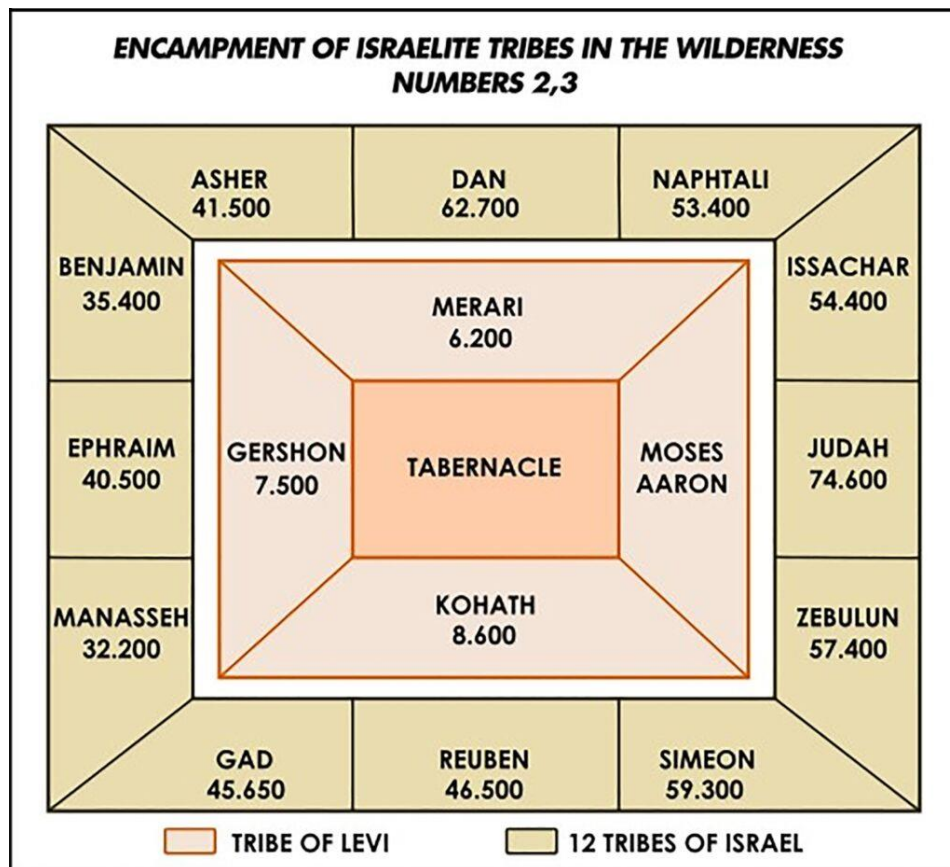 ENCAMPMENT OF ISRAELITE TRIBES IN THE WILDERNESS
NUMBERS 2,3
ASHER
41.500
DAN
62.700
NAPHTALI
53.400
BENJAMIN
35.400
ISSACHAR
54.400
MERARI
6.200
EPHRAIM
40.500
GERSHON
7.500
TABERNACLE
MOSES
AARON
JUDAH
74.600
MANASSEH
32.200
KOHATH
8.600
ZEBULUN
57.400
GAD
45.650
REUBEN
46.500
SIMEON
59.300
TRIBE OF LEVI
12 TRIBES OF ISRAEL